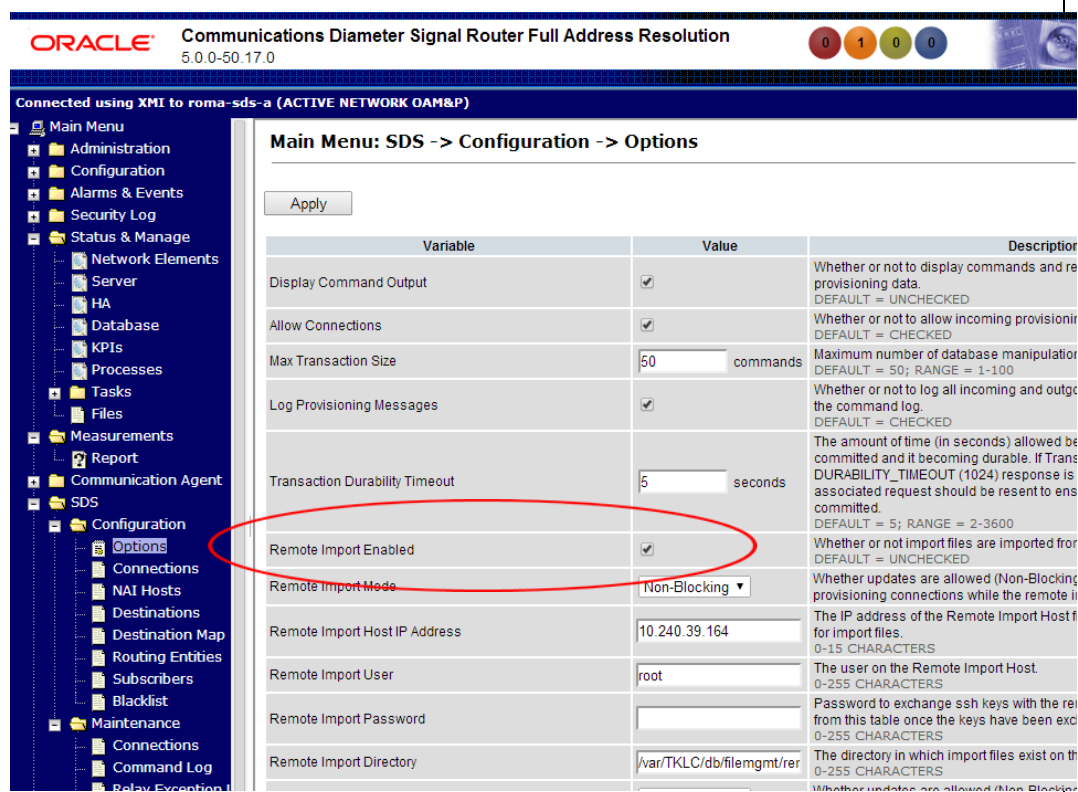 ORACLE®
Communications Diameter Signal Router Full Address Resolution
5.0.0-50.17.0
0 1 0 0
Connected using XMI to roma-sds-a (ACTIVE NETWORK OAM&P)
Main Menu
Administration
Configuration
Alarms & Events
Security Log
Status & Manage
Network Elements
Server
HA
Database
KPIs
Processes
Tasks
Files
Measurements
Report
Communication Agent
SDS
Configuration
Options
Connections
NAI Hosts
Destinations
Destination Map
Routing Entities
Subscribers
Blacklist
Maintenance
Connections
Command Log
Relay Exception
Main Menu: SDS -> Configuration -> Options
Apply
Variable Value Description
Display Command Output
Whether or not to display commands and re
provisioning data.
DEFAULT = UNCHECKED
Allow Connections
Whether or not to allow incoming provisionin
DEFAULT = CHECKED
Max Transaction Size 50 commands
Maximum number of database manipulation
DEFAULT = 50; RANGE = 1-100
Log Provisioning Messages
Whether or not to log all incoming and outgo
the command log.
DEFAULT = CHECKED
Transaction Durability Timeout 5 seconds
The amount of time (in seconds) allowed be
committed and it becoming durable. If Trans
DURABILITY_TIMEOUT (1024) response is
associated request should be resent to ens
committed.
DEFAULT = 5; RANGE = 2-3600
Remote Import Enabled
Whether or not import files are imported from
DEFAULT = UNCHECKED
Remote Import Mode Non-Blocking
Whether updates are allowed (Non-Blocking
provisioning connections while the remote i
Remote Import Host IP Address 10.240.39.164
The IP address of the Remote Import Host f
for import files.
0-15 CHARACTERS
Remote Import User root
The user on the Remote Import Host.
0-255 CHARACTERS
Remote Import Password
Password to exchange ssh keys with the re
from this table once the keys have been exc
0-255 CHARACTERS
Remote Import Directory /var/TKLC/db/filemgmt/rer
The directory in which import files exist on th
0-255 CHARACTERS
Whether updates are allowed (Non-Blocking